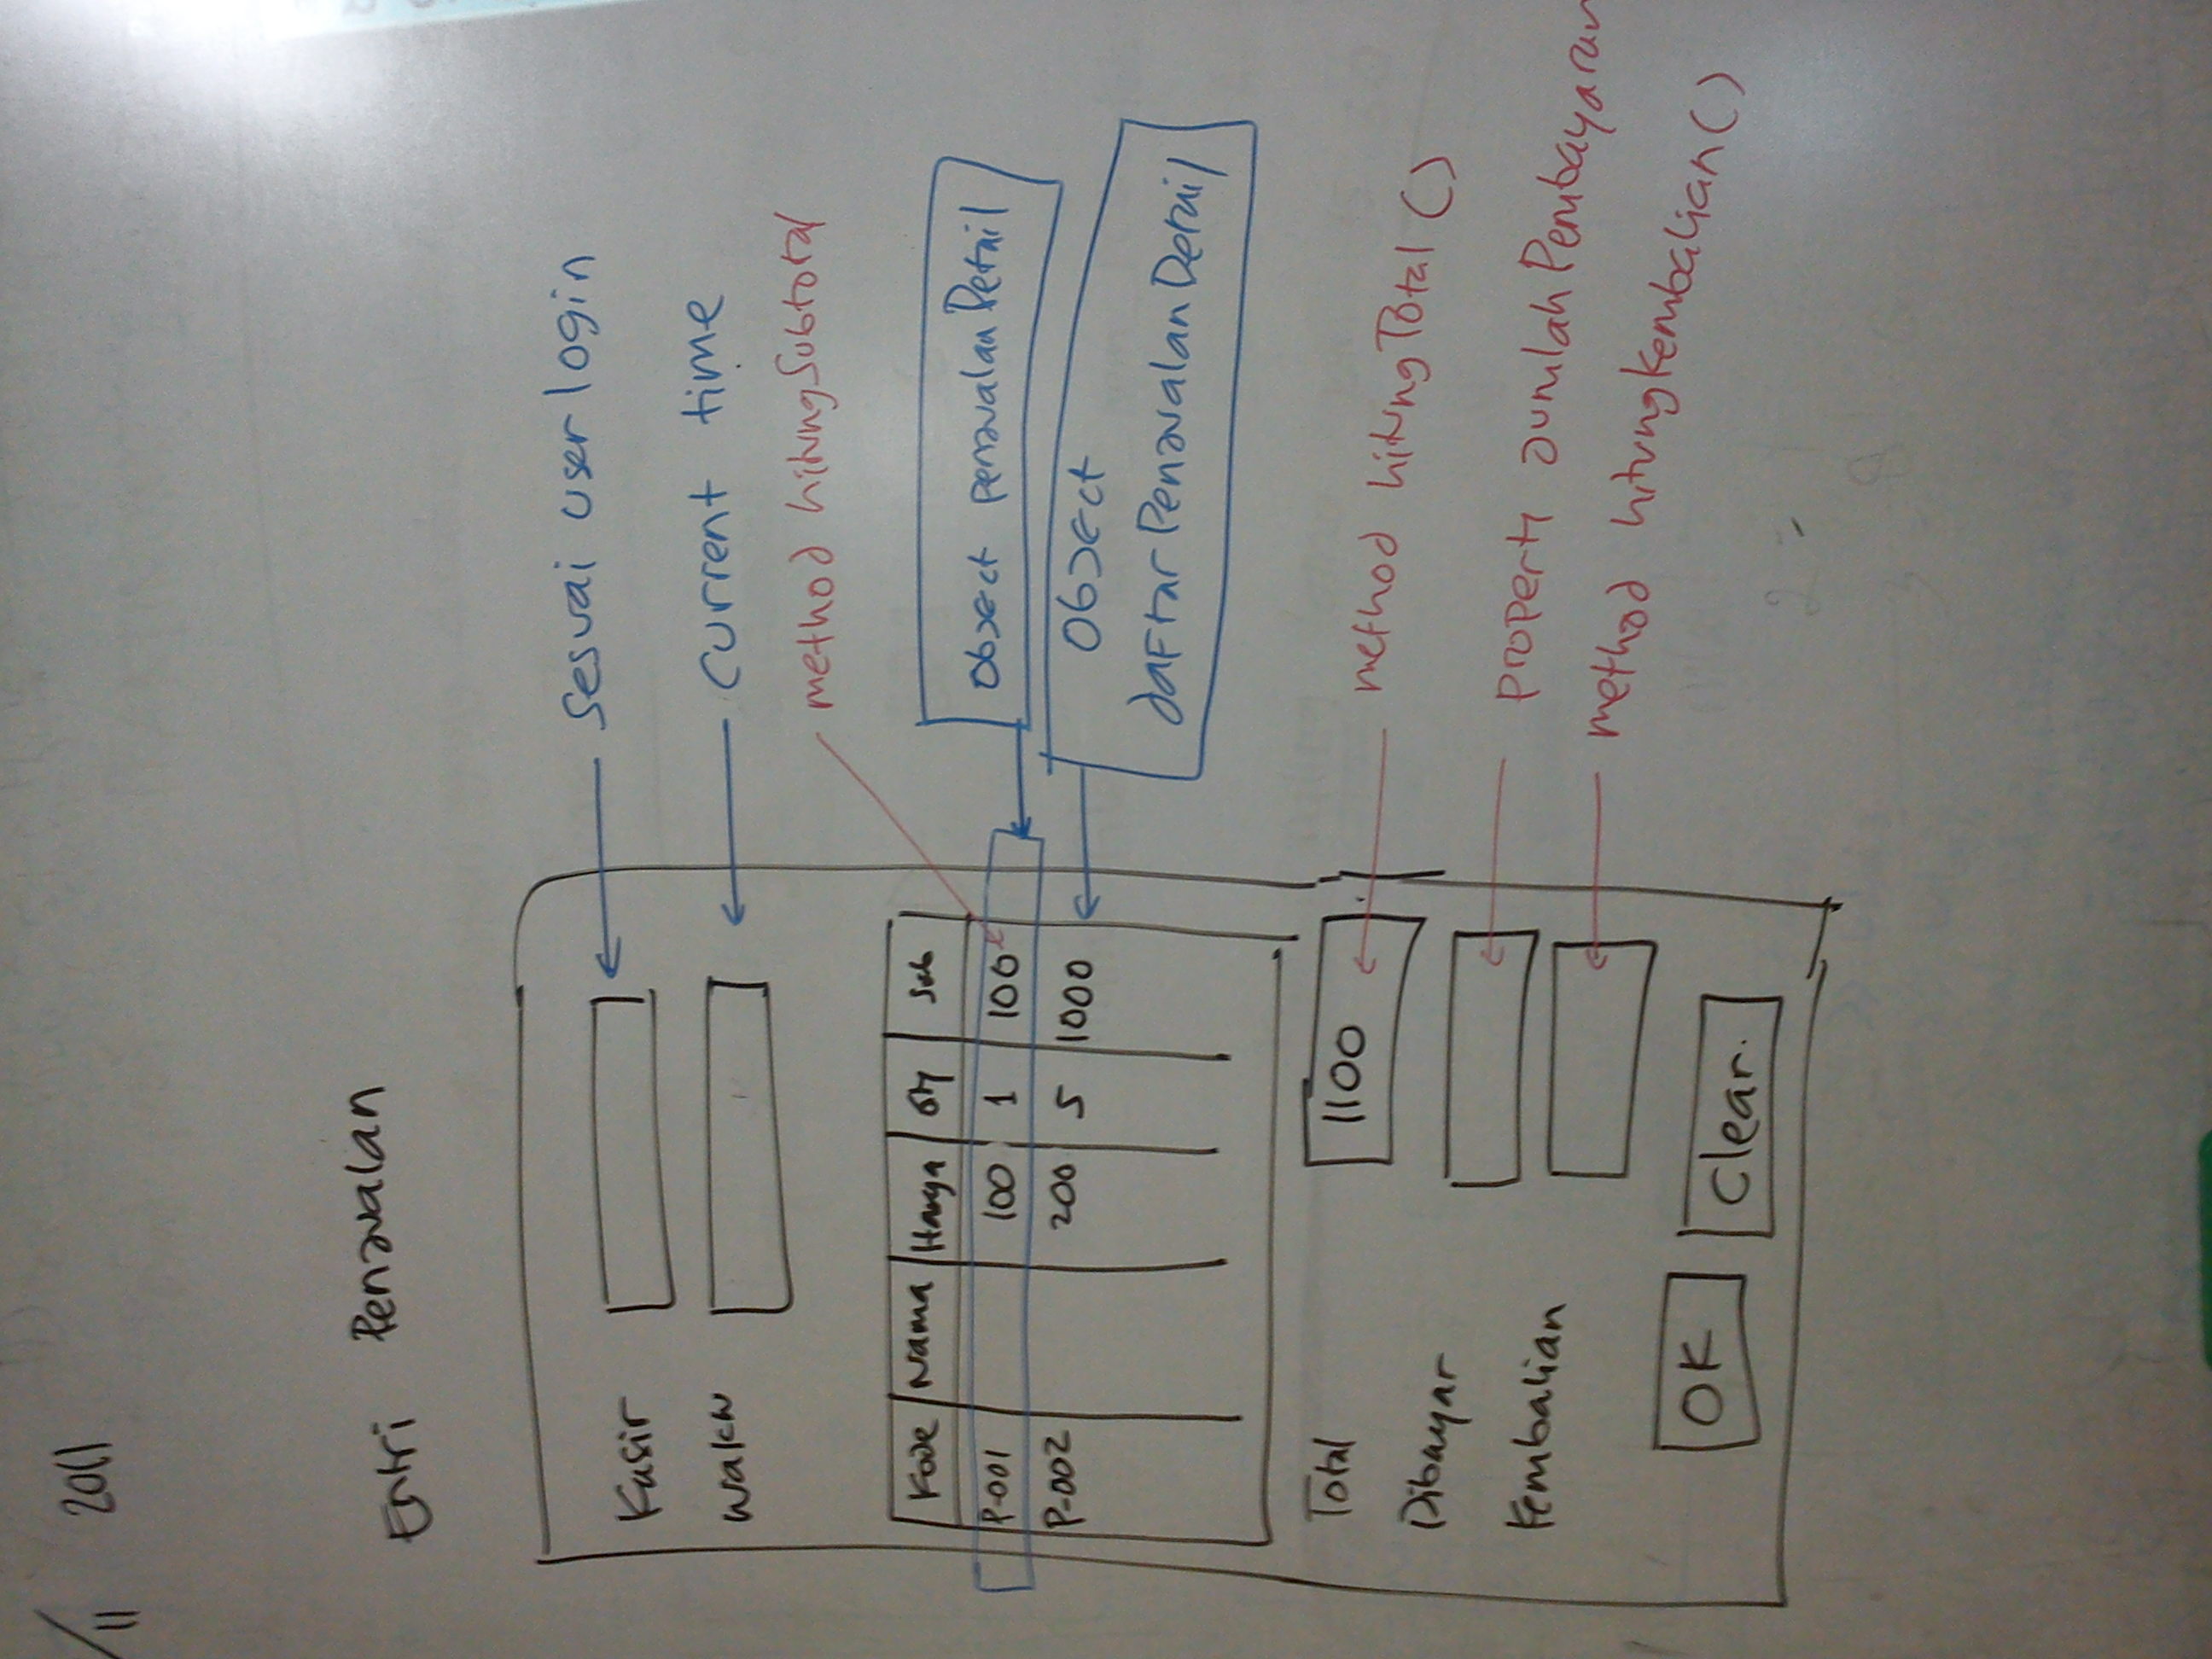 /11 2011
Entri Penjualan
Kasir
sesuai user login
Waktu
current time
method hitungSubtotal
Kode Nama Harga Qty Sub
P-001 100 1 100
object penjualanDetail
P-002 200 5 1000
object
daftarPenjualanDetail
Total 1100
method hitungTotal ()
Dibayar
property jumlahPembayaran
Kembalian
method hitungKembalian()
OK Clear.